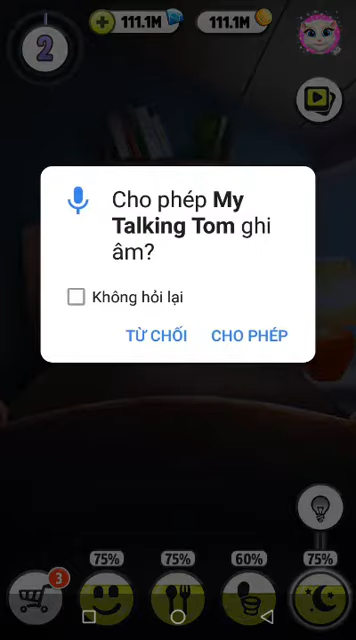 2
111.1M
111.1M
Cho phép My
Talking Tom ghi
âm?
Không hỏi lại
TỪ CHỐI CHO PHÉP
3
75% 75% 60% 75%